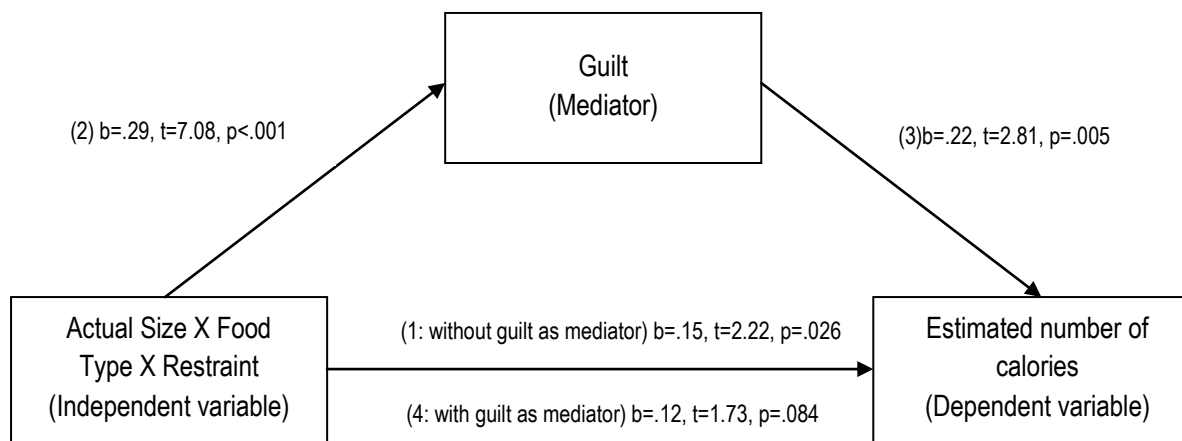 Guilt
(Mediator)
(2) b=.29, t=7.08, p<.001
(3)b=.22, t=2.81, p=.005
Actual Size X Food
Type X Restraint
(Independent variable)
(1: without guilt as mediator) b=.15, t=2.22, p=.026
(4: with guilt as mediator) b=.12, t=1.73, p=.084
Estimated number of
calories
(Dependent variable)